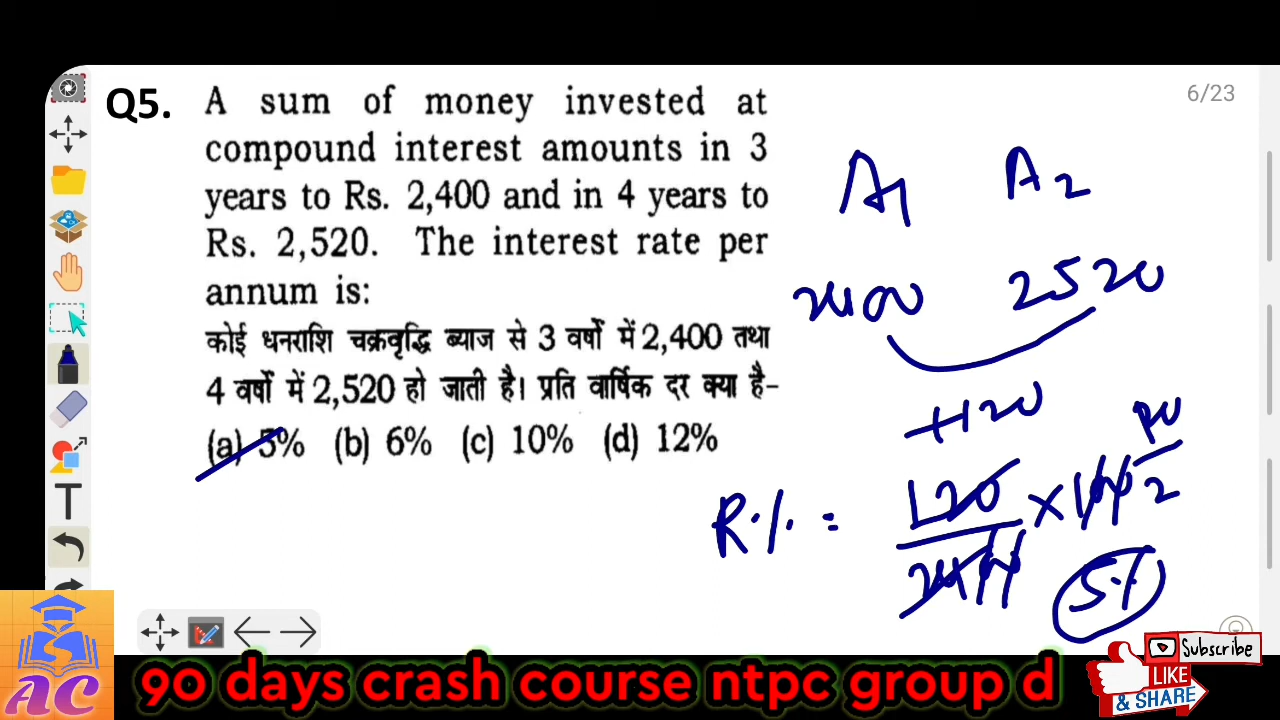 Q5. A sum of money invested at
compound interest amounts in 3
years to Rs. 2,400 and in 4 years to
Rs. 2,520. The interest rate per
annum is:
कोई धनराशि चक्रवृद्धि ब्याज से 3 वर्षो में 2,400 तथा
4 वर्षो में 2,520 हो जाती है। प्रति वार्षिक दर क्या है–
(a) 5% (b) 6% (c) 10% (d) 12%
6/23
A1 A2
2400 2520
+120
R% = 120/2400 × 100
5%
T
AC
90 days crash course ntpc group d
Subscribe
LIKE
& SHARE